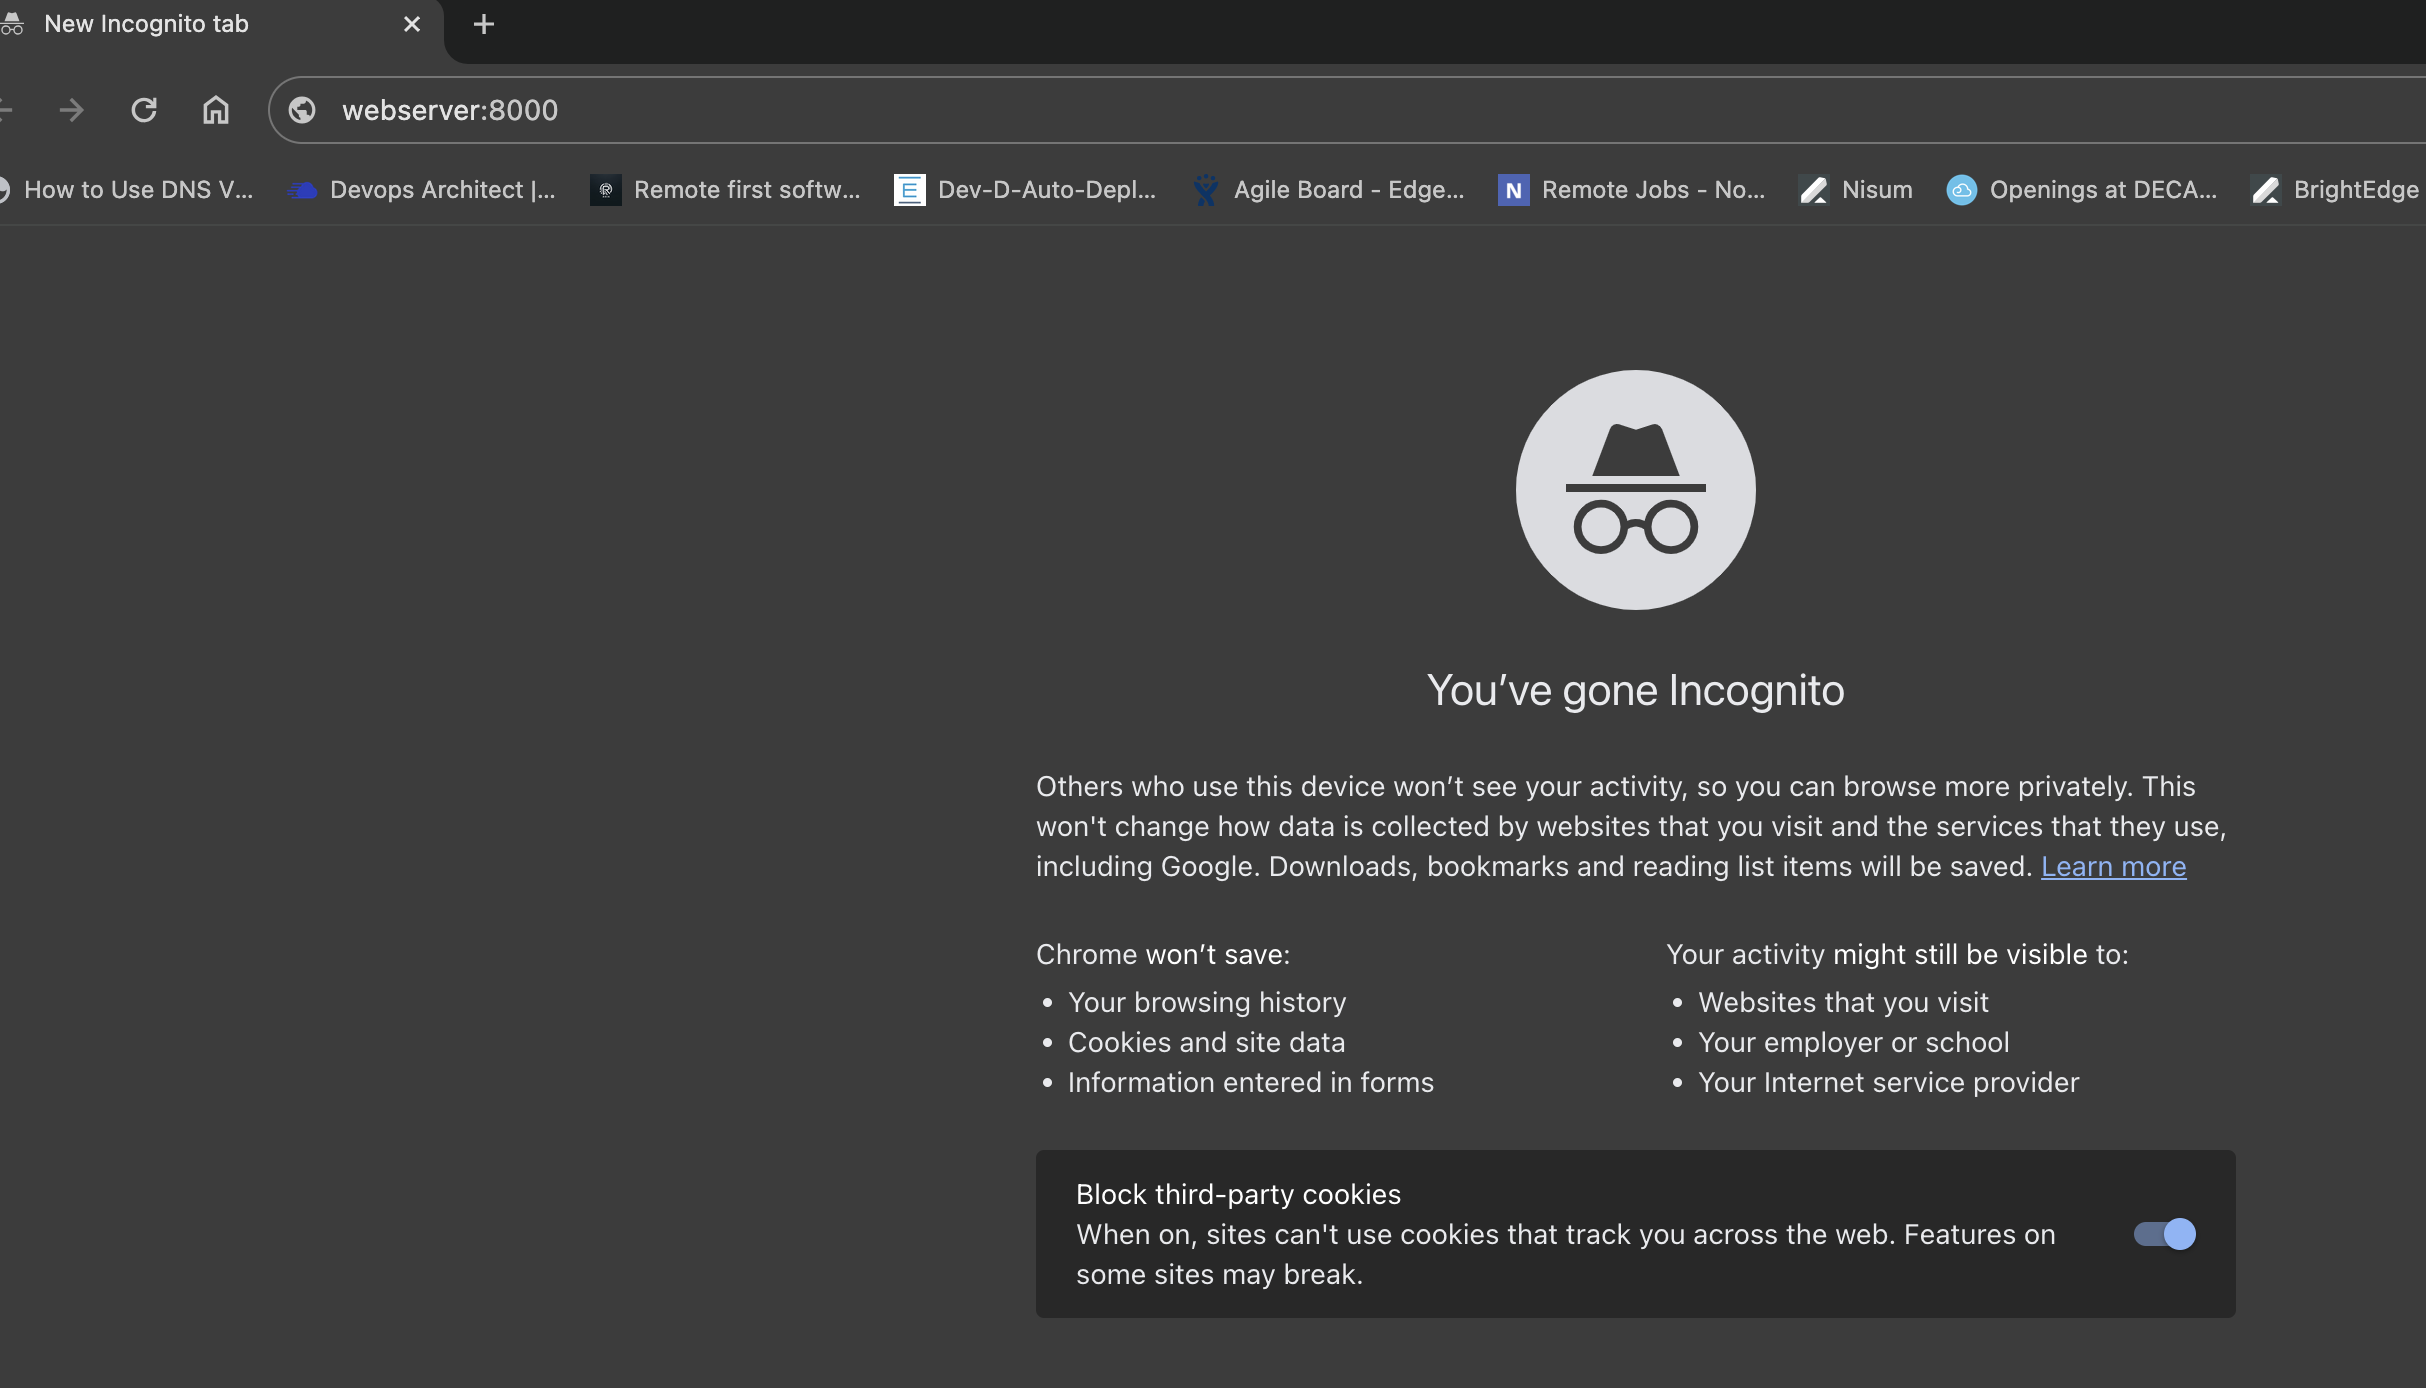 New Incognito tab
webserver:8000
How to Use DNS V...
Devops Architect |...
Remote first softw...
Dev-D-Auto-Depl...
Agile Board - Edge...
N
Remote Jobs - No...
Nisum
Openings at DECA...
BrightEdge
You’ve gone Incognito
Others who use this device won’t see your activity, so you can browse more privately. This
won't change how data is collected by websites that you visit and the services that they use,
including Google. Downloads, bookmarks and reading list items will be saved. Learn more
Chrome won’t save:
• Your browsing history
• Cookies and site data
• Information entered in forms
Your activity might still be visible to:
• Websites that you visit
• Your employer or school
• Your Internet service provider
Block third-party cookies
When on, sites can't use cookies that track you across the web. Features on
some sites may break.